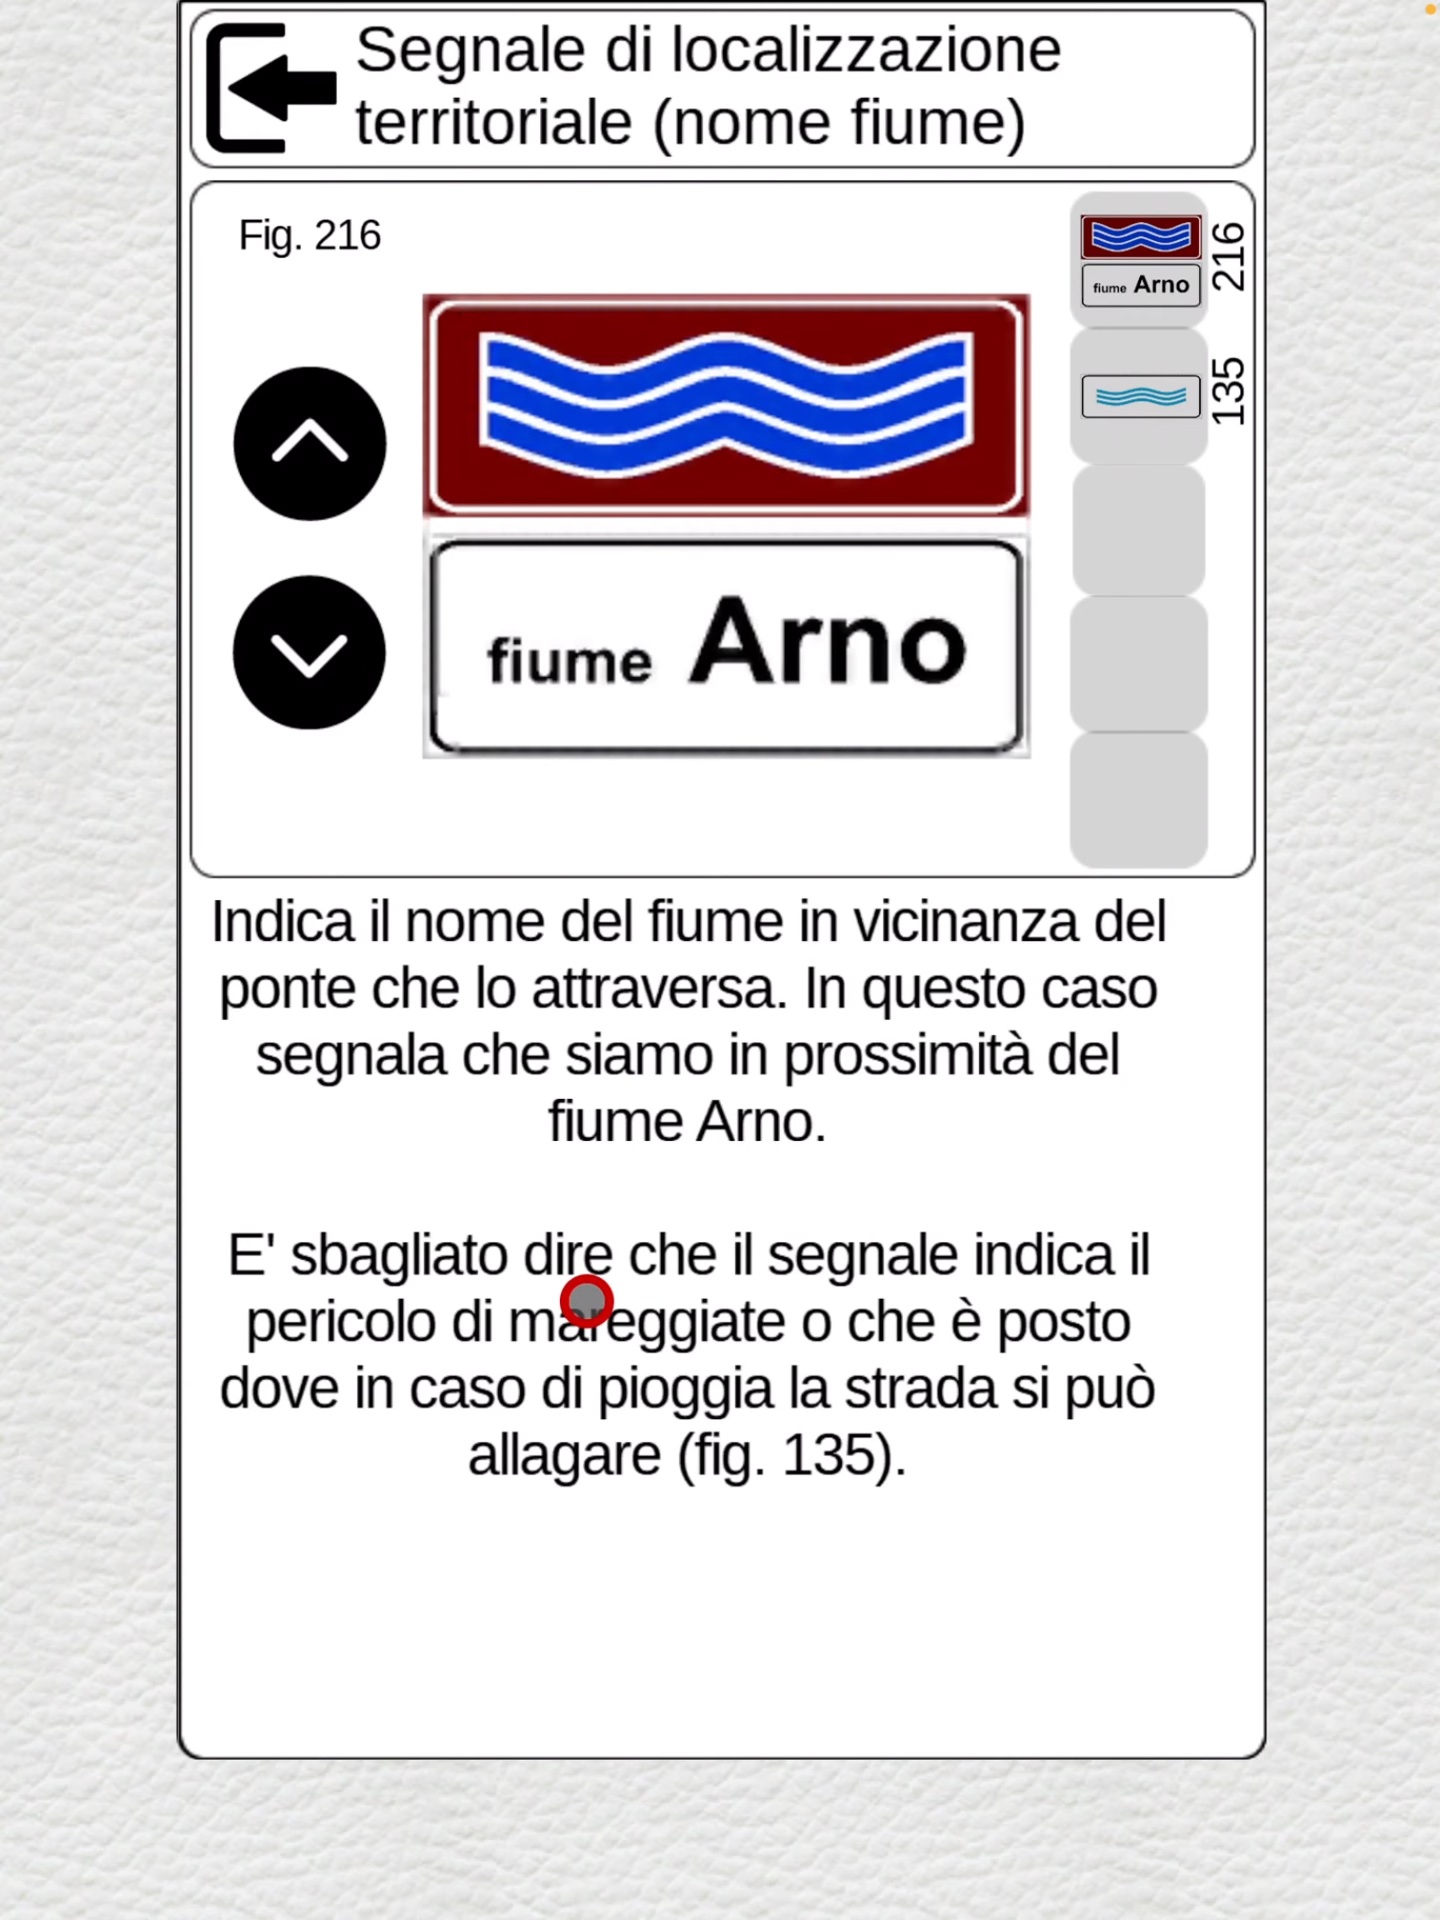 Segnale di localizzazione
territoriale (nome fiume)
Fig. 216
fiume Arno
216
fiume Arno
135
Indica il nome del fiume in vicinanza del
ponte che lo attraversa. In questo caso
segnala che siamo in prossimità del
fiume Arno.
E' sbagliato dire che il segnale indica il
pericolo di mareggiate o che è posto
dove in caso di pioggia la strada si può
allagare (fig. 135).